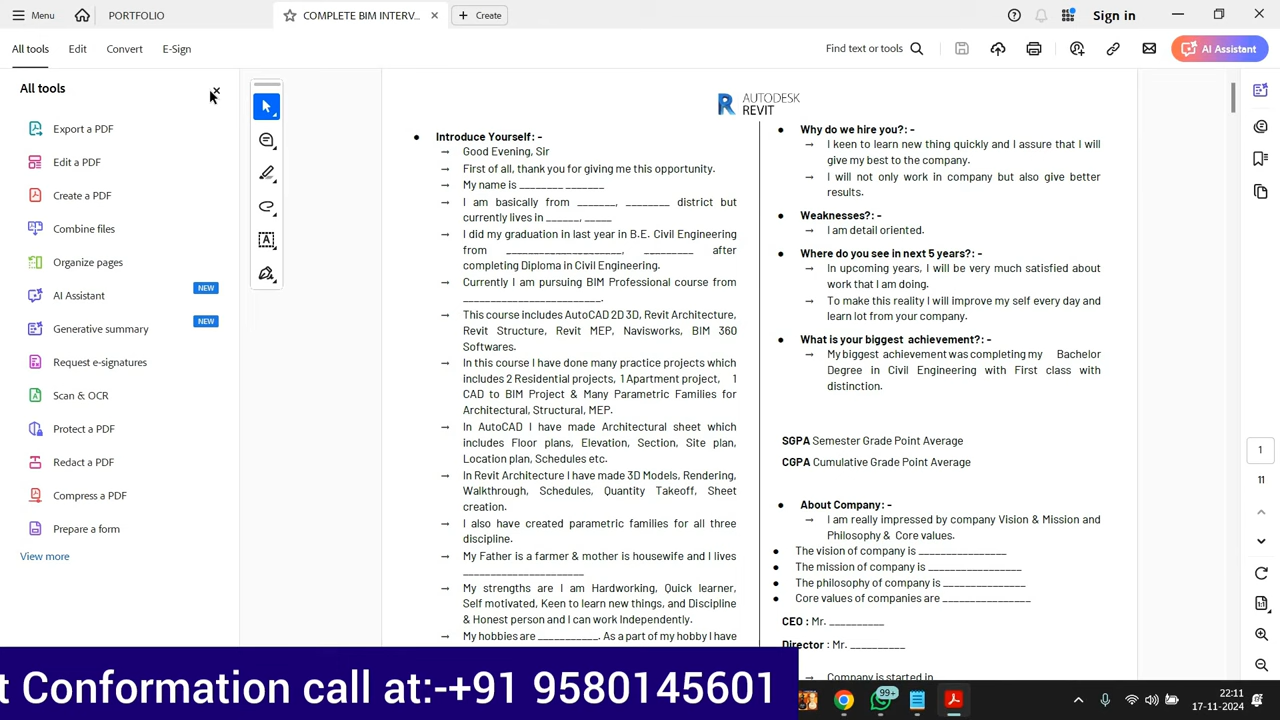 Menu
PORTFOLIO
COMPLETE BIM INTERV...
Create
Sign in
All tools
Edit
Convert
E-Sign
Find text or tools
AI Assistant
All tools
Export a PDF
Edit a PDF
Create a PDF
Combine files
Organize pages
AI Assistant
NEW
Generative summary
NEW
Request e-signatures
Scan & OCR
Protect a PDF
Redact a PDF
Compress a PDF
Prepare a form
View more
R AUTODESK
REVIT
Introduce Yourself: -
Good Evening, Sir
First of all, thank you for giving me this opportunity.
My name is ________ _______
I am basically from _______, ________ district but
currently lives in ______, _____
I did my graduation in last year in B.E. Civil Engineering
from _____________________, _________ after
completing Diploma in Civil Engineering.
Currently I am pursuing BIM Professional course from
_________________________.
This course includes AutoCAD 2D 3D, Revit Architecture,
Revit Structure, Revit MEP, Navisworks, BIM 360
Softwares.
In this course I have done many practice projects which
includes 2 Residential projects, 1 Apartment project, 1
CAD to BIM Project & Many Parametric Families for
Architectural, Structural, MEP.
In AutoCAD I have made Architectural sheet which
includes Floor plans, Elevation, Section, Site plan,
Location plan, Schedules etc.
In Revit Architecture I have made 3D Models, Rendering,
Walkthrough, Schedules, Quantity Takeoff, Sheet
creation.
I also have created parametric families for all three
discipline.
My Father is a farmer & mother is housewife and I lives
______________________
My strengths are I am Hardworking, Quick learner,
Self motivated, Keen to learn new things, and Discipline
& Honest person and I can work Independently.
My hobbies are ___________. As a part of my hobby I have
Why do we hire you?: -
I keen to learn new thing quickly and I assure that I will
give my best to the company.
I will not only work in company but also give better
results.
Weaknesses?: -
I am detail oriented.
Where do you see in next 5 years?: -
In upcoming years, I will be very much satisfied about
work that I am doing.
To make this reality I will improve my self every day and
learn lot from your company.
What is your biggest achievement?: -
My biggest achievement was completing my Bachelor
Degree in Civil Engineering with First class with
distinction.
SGPA Semester Grade Point Average
CGPA Cumulative Grade Point Average
About Company: -
I am really impressed by company Vision & Mission and
Philosophy & Core values.
The vision of company is ________________
The mission of company is _________________
The philosophy of company is _______________
Core values of companies are ________________
CEO : Mr. __________
Director : Mr. __________
Company is started in
1
11
t Conformation call at:-+91 9580145601
99+
22:11
17-11-2024